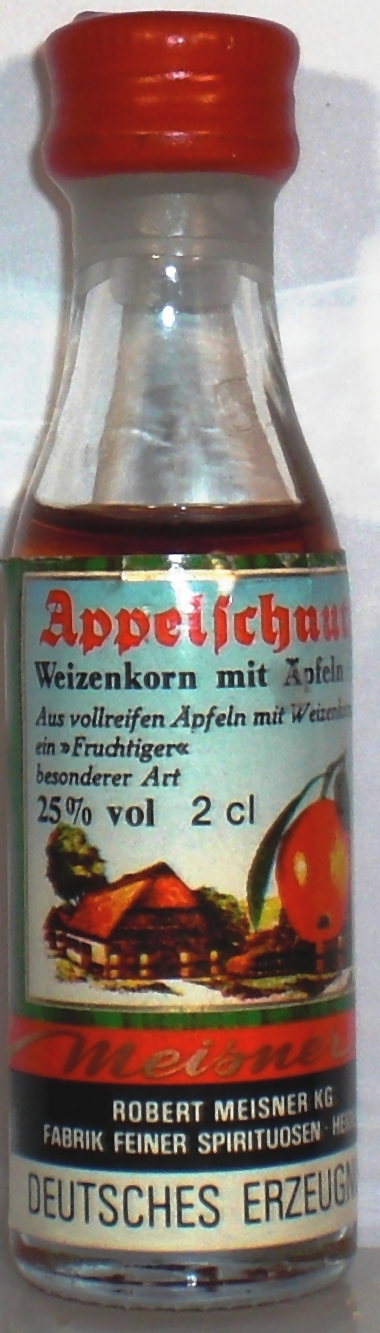 Appelschnut
Weizenkorn mit Äpfeln
Aus vollreifen Äpfeln mit
ein »Fruchtiger«
besonderer Art
25% vol 2 cl
Meisner
ROBERT MEISNER KG
FABRIK FEINER SPIRITUOSEN ·
DEUTSCHES